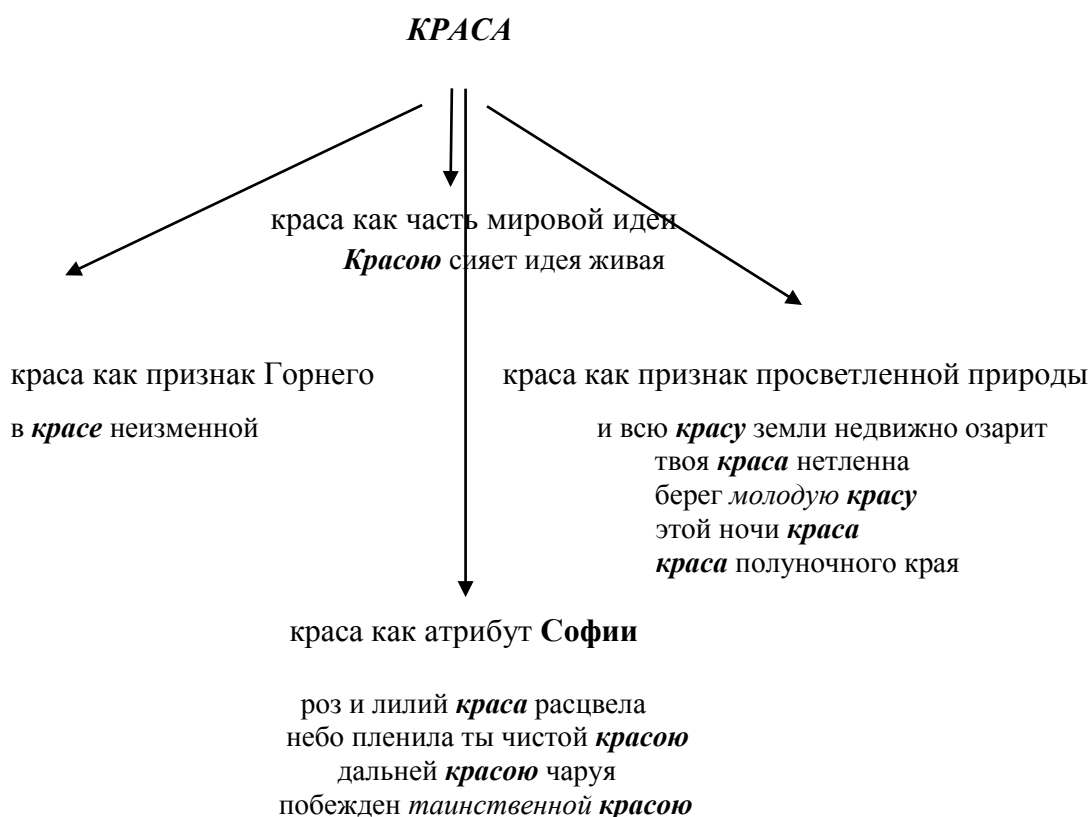 КРАСА
краса как часть мировой идеи
Красою сияет идея живая
краса как признак Горнего
в красе неизменной
краса как признак просветленной природы
и всю красу земли недвижно озарит
твоя краса нетленна
берег молодую красу
этой ночи краса
краса полуночного края
краса как атрибут Софии
роз и лилий краса расцвела
небо пленила ты чистой красою
дальней красою чаруя
побежден таинственной красою